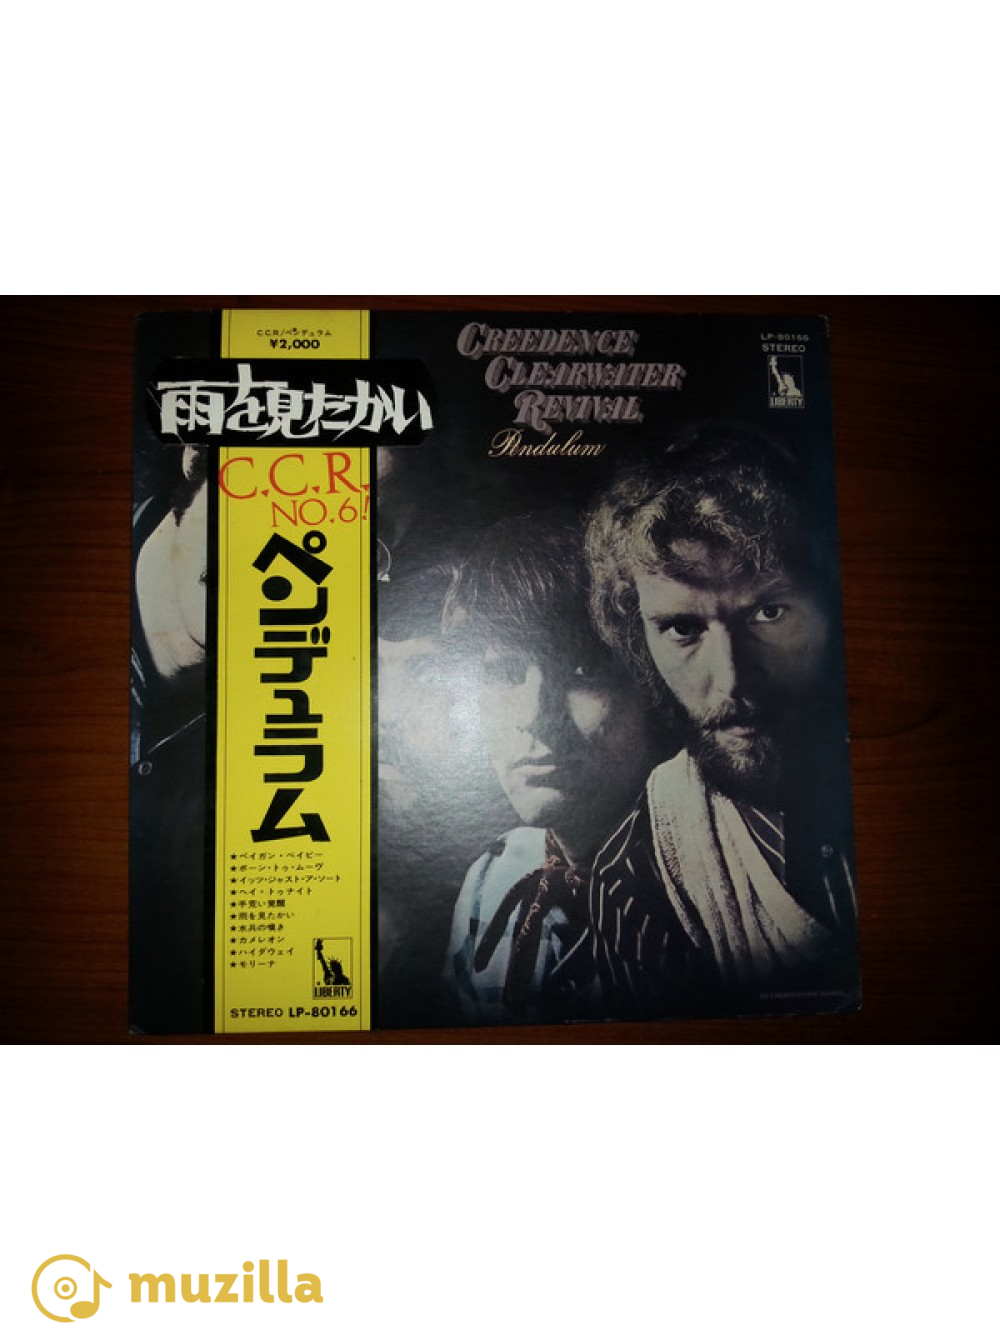 C.C.R./ペンデュラム
¥2,000
雨を見たかい
C.C.R.
NO.6!
ペンデュラム
★ペイガン・ベイビー
★ボーン・トゥ・ムーヴ
★イッツ・ジャスト・ア・ソート
★ヘイ・トゥナイト
★手荒い覚醒
★雨を見たかい
★水兵の嘆き
★カメレオン
★ハイダウェイ
★モリーナ
LIBERTY
STEREO LP-80166
CREEDENCE
CLEARWATER
REVIVAL
Pendulum
LP-80166
STEREO
LIBERTY
muzilla